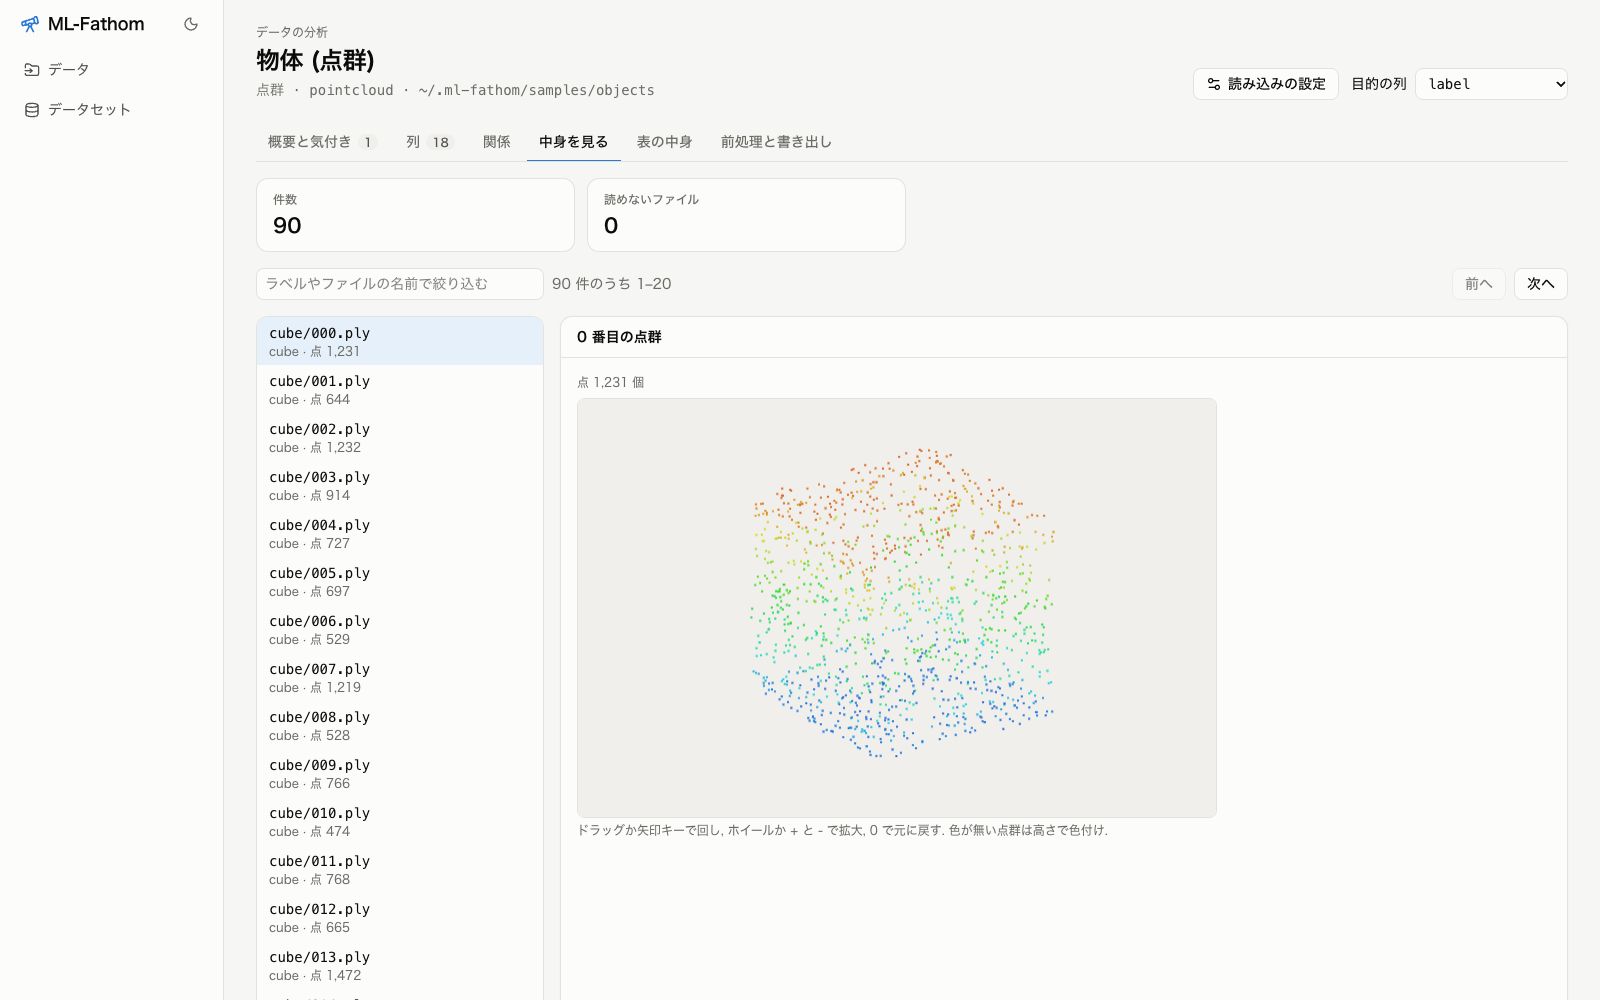 ML-Fathom
データ
データセット
データの分析
物体 (点群)
点群 · pointcloud · ~/.ml-fathom/samples/objects
読み込みの設定
目的の列
label
概要と気付き 1
列 18
関係
中身を見る
表の中身
前処理と書き出し
件数
90
読めないファイル
0
ラベルやファイルの名前で絞り込む
90 件のうち 1–20
前へ
次へ
cube/000.ply
cube · 点 1,231
cube/001.ply
cube · 点 644
cube/002.ply
cube · 点 1,232
cube/003.ply
cube · 点 914
cube/004.ply
cube · 点 727
cube/005.ply
cube · 点 697
cube/006.ply
cube · 点 529
cube/007.ply
cube · 点 1,219
cube/008.ply
cube · 点 528
cube/009.ply
cube · 点 766
cube/010.ply
cube · 点 474
cube/011.ply
cube · 点 768
cube/012.ply
cube · 点 665
cube/013.ply
cube · 点 1,472
0 番目の点群
点 1,231 個
ドラッグか矢印キーで回し, ホイールか + と - で拡大, 0 で元に戻す. 色が無い点群は高さで色付け.